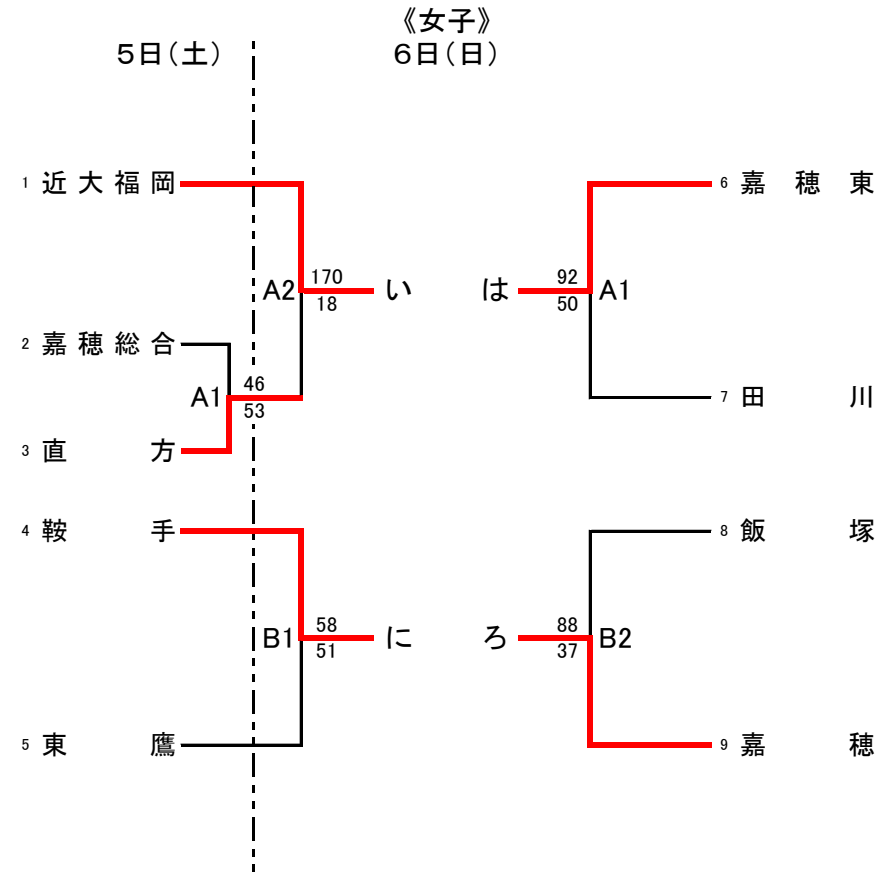 《女子》
5日(土)
6日(日)
1 近大福岡
A2
170
18
い
2 嘉穂総合
A1
46
53
3 直方
4 鞍手
B1
58
51
に
5 東鷹
6 嘉穂東
は
92
50
A1
7 田川
8 飯塚
ろ
88
37
B2
9 嘉穂